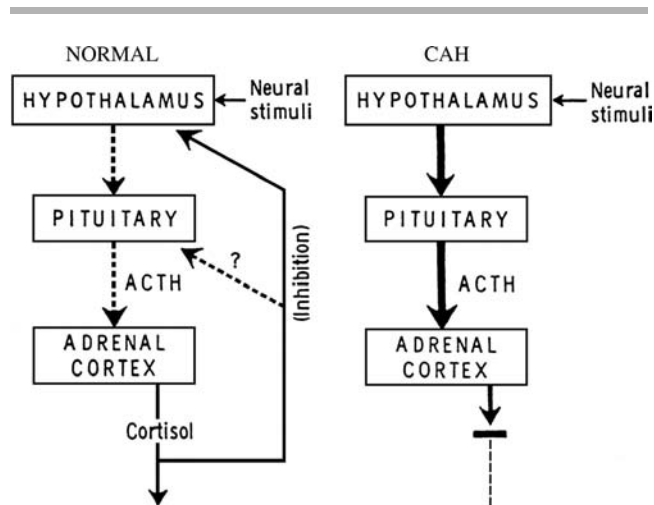 NORMAL
HYPOTHALAMUS
Neural
stimuli
PITUITARY
?
ACTH
(Inhibition)
ADRENAL
CORTEX
Cortisol
CAH
HYPOTHALAMUS
Neural
stimuli
PITUITARY
ACTH
ADRENAL
CORTEX